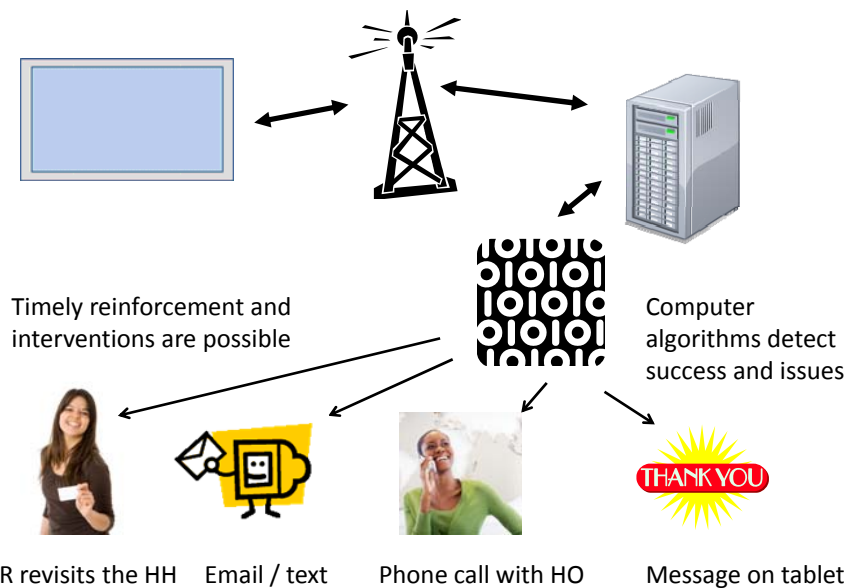 Timely reinforcement and
interventions are possible
Computer
algorithms detect
success and issues
THANK YOU
R revisits the HH
Email / text
Phone call with HO
Message on tablet